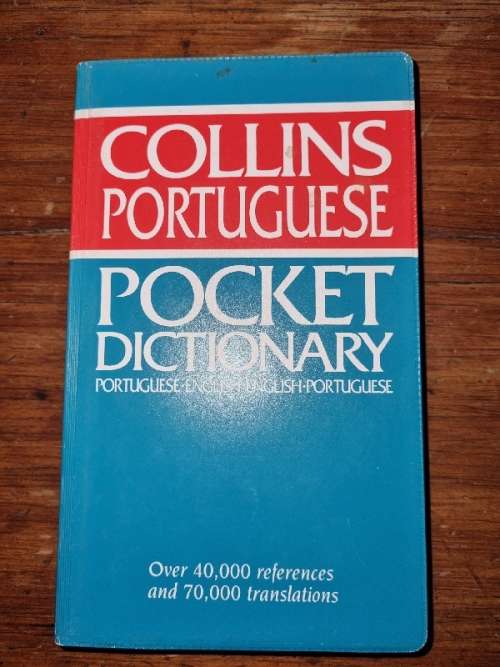 COLLINS
PORTUGUESE
POCKET
DICTIONARY
PORTUGUESE·ENGLISH ENGLISH·PORTUGUESE
Over 40,000 references
and 70,000 translations